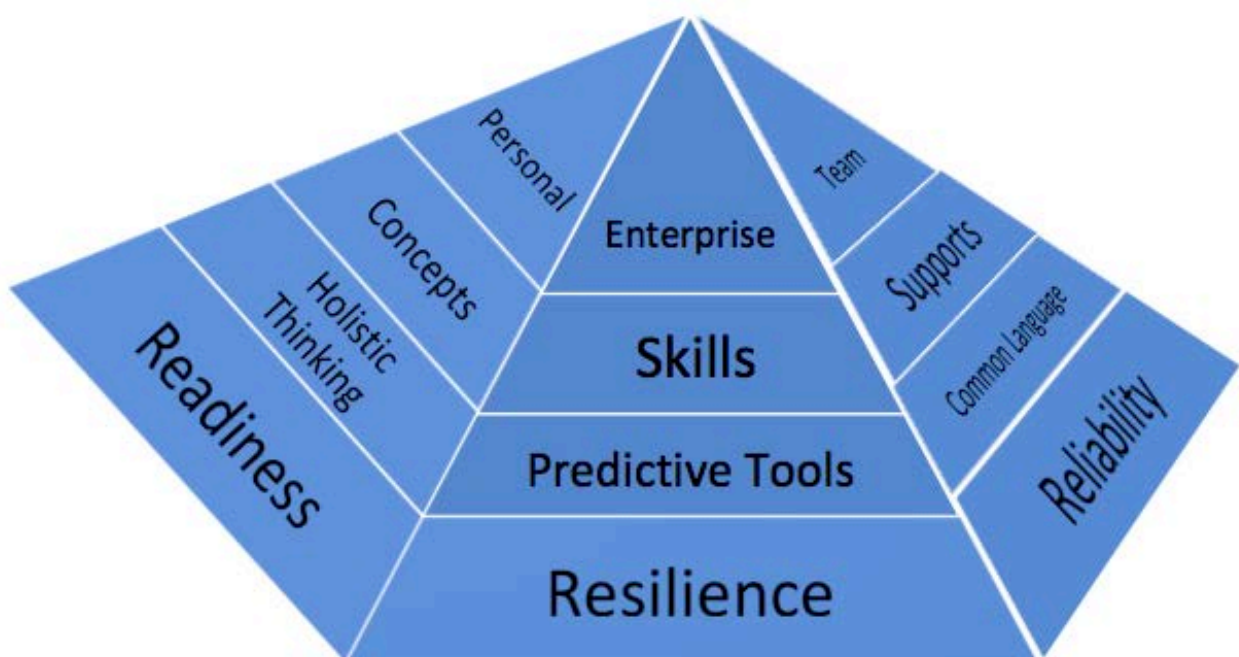 Personal
Concepts
Holistic
Thinking
Readiness
Enterprise
Skills
Predictive Tools
Resilience
Team
Supports
Common Language
Reliability